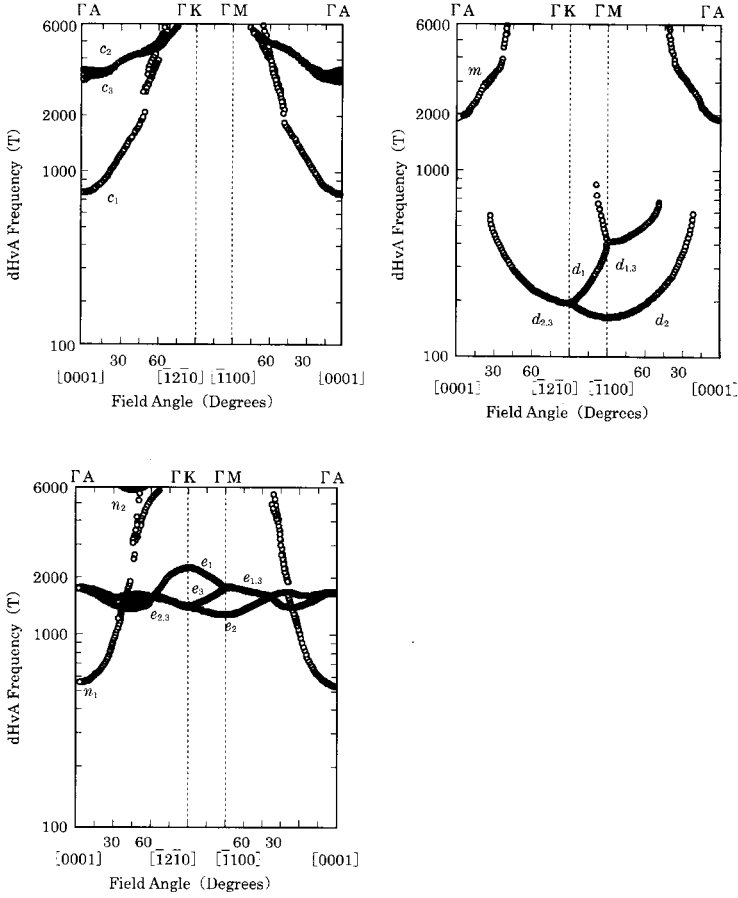 ΓA ΓK ΓM ΓA
6000
2000
1000
100
dHvA Frequency (T)
c₂
c₃
c₁
30 60 60 30
[0001] [1̄21̄0] [1̄100] [0001]
Field Angle (Degrees)
ΓA ΓK ΓM ΓA
6000
2000
1000
100
dHvA Frequency (T)
m
d₁
d₁.₃
d₂.₃
d₂
30 60 60 30
[0001] [1̄21̄0] [1̄100] [0001]
Field Angle (Degrees)
ΓA ΓK ΓM ΓA
6000
2000
1000
100
dHvA Frequency (T)
n₂
e₁
e₁.₃
e₃
e₂.₃
e₂
n₁
30 60 60 30
[0001] [1̄21̄0] [1̄100] [0001]
Field Angle (Degrees)